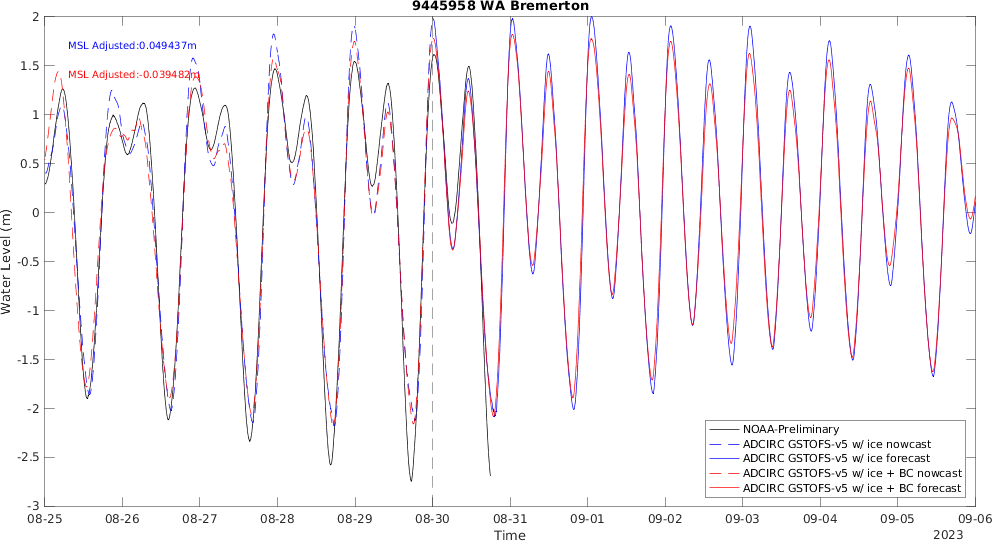 9445958 WA Bremerton
MSL Adjusted:0.049437m
MSL Adjusted:-0.039482m
Water Level (m)
2
1.5
1
0.5
0
-0.5
-1
-1.5
-2
-2.5
-3
NOAA-Preliminary
ADCIRC GSTOFS-v5 w/ ice nowcast
ADCIRC GSTOFS-v5 w/ ice forecast
ADCIRC GSTOFS-v5 w/ ice + BC nowcast
ADCIRC GSTOFS-v5 w/ ice + BC forecast
08-25 08-26 08-27 08-28 08-29 08-30 08-31 09-01 09-02 09-03 09-04 09-05 09-06
Time
2023